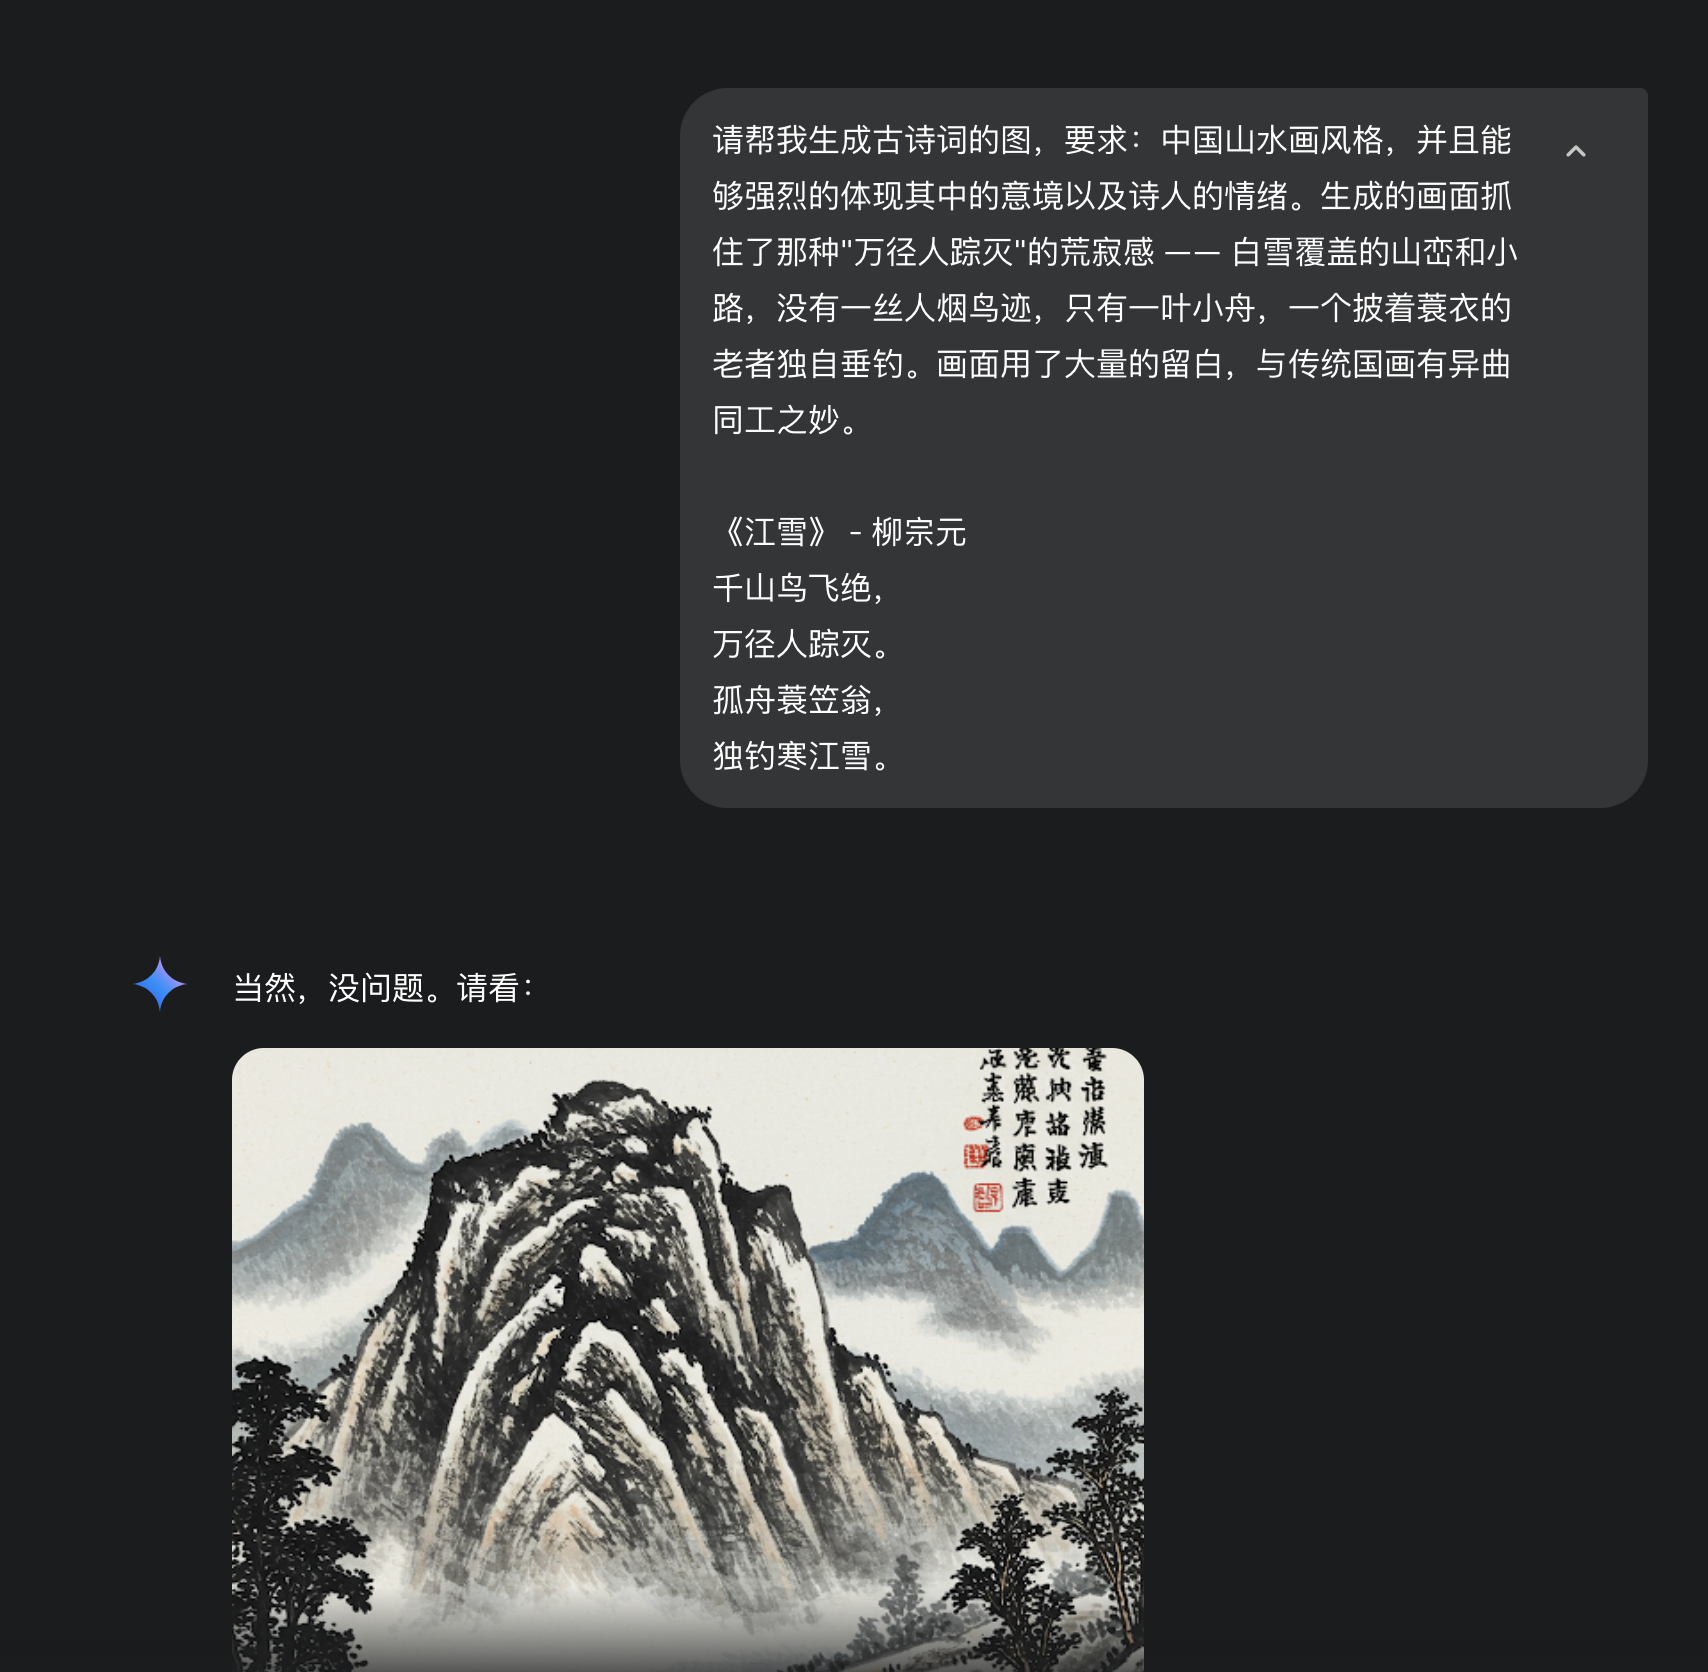 请帮我生成古诗词的图，要求：中国山水画风格，并且能
够强烈的体现其中的意境以及诗人的情绪。生成的画面抓
住了那种"万径人踪灭"的荒寂感 —— 白雪覆盖的山峦和小
路，没有一丝人烟鸟迹，只有一叶小舟，一个披着蓑衣的
老者独自垂钓。画面用了大量的留白，与传统国画有异曲
同工之妙。
《江雪》 - 柳宗元
千山鸟飞绝，
万径人踪灭。
孤舟蓑笠翁，
独钓寒江雪。
当然，没问题。请看：